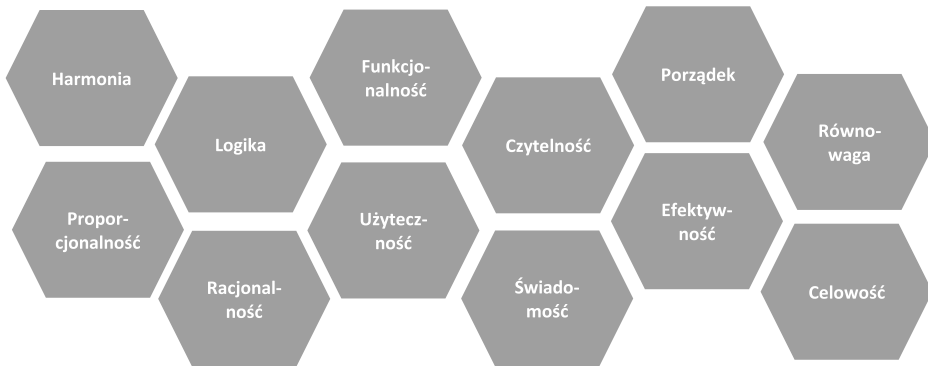 Harmonia
Logika
Funkcjo-
nalność
Czytelność
Porządek
Równo-
waga
Propor-
cjonalność
Racjonal-
ność
Użytecz-
ność
Świado-
mość
Efektyw-
ność
Celowość